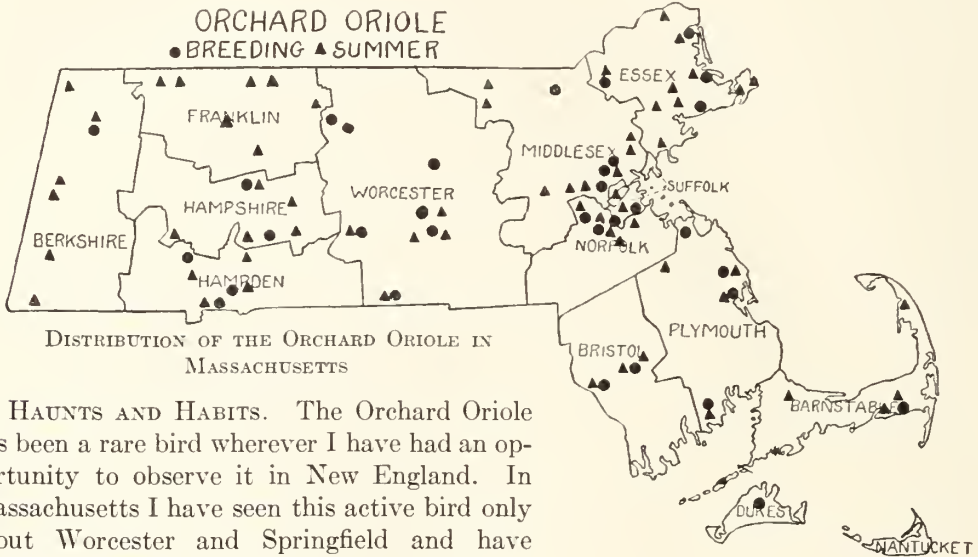 ORCHARD ORIOLE
BREEDING SUMMER
ESSEX
FRANKLIN
MIDDLESEX
WORCESTER
SUFFOLK
HAMPSHIRE
BERKSHIRE
NORFOLK
HAMPDEN
PLYMOUTH
BRISTOL
BARNSTABLE
DUKES
NANTUCKET
DISTRIBUTION OF THE ORCHARD ORIOLE IN
MASSACHUSETTS
HAUNTS AND HABITS. The Orchard Oriole
been a rare bird wherever I have had an op-
to observe it in New England. In
I have seen this active bird only
Worcester and Springfield and have